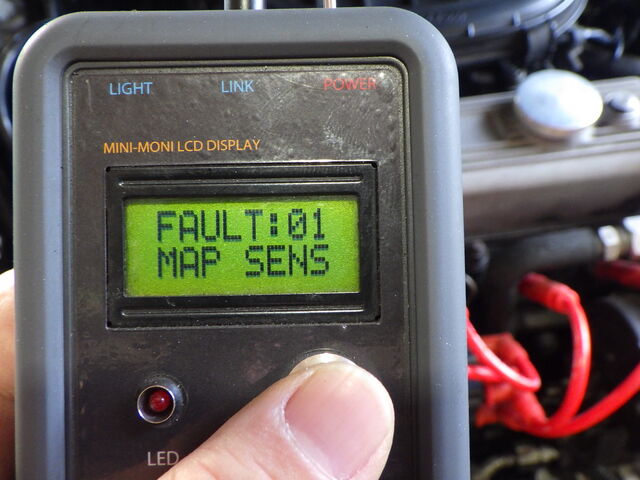 LIGHT LINK POWER
MINI-MONI LCD DISPLAY
FAULT:01
MAP SENS
LED